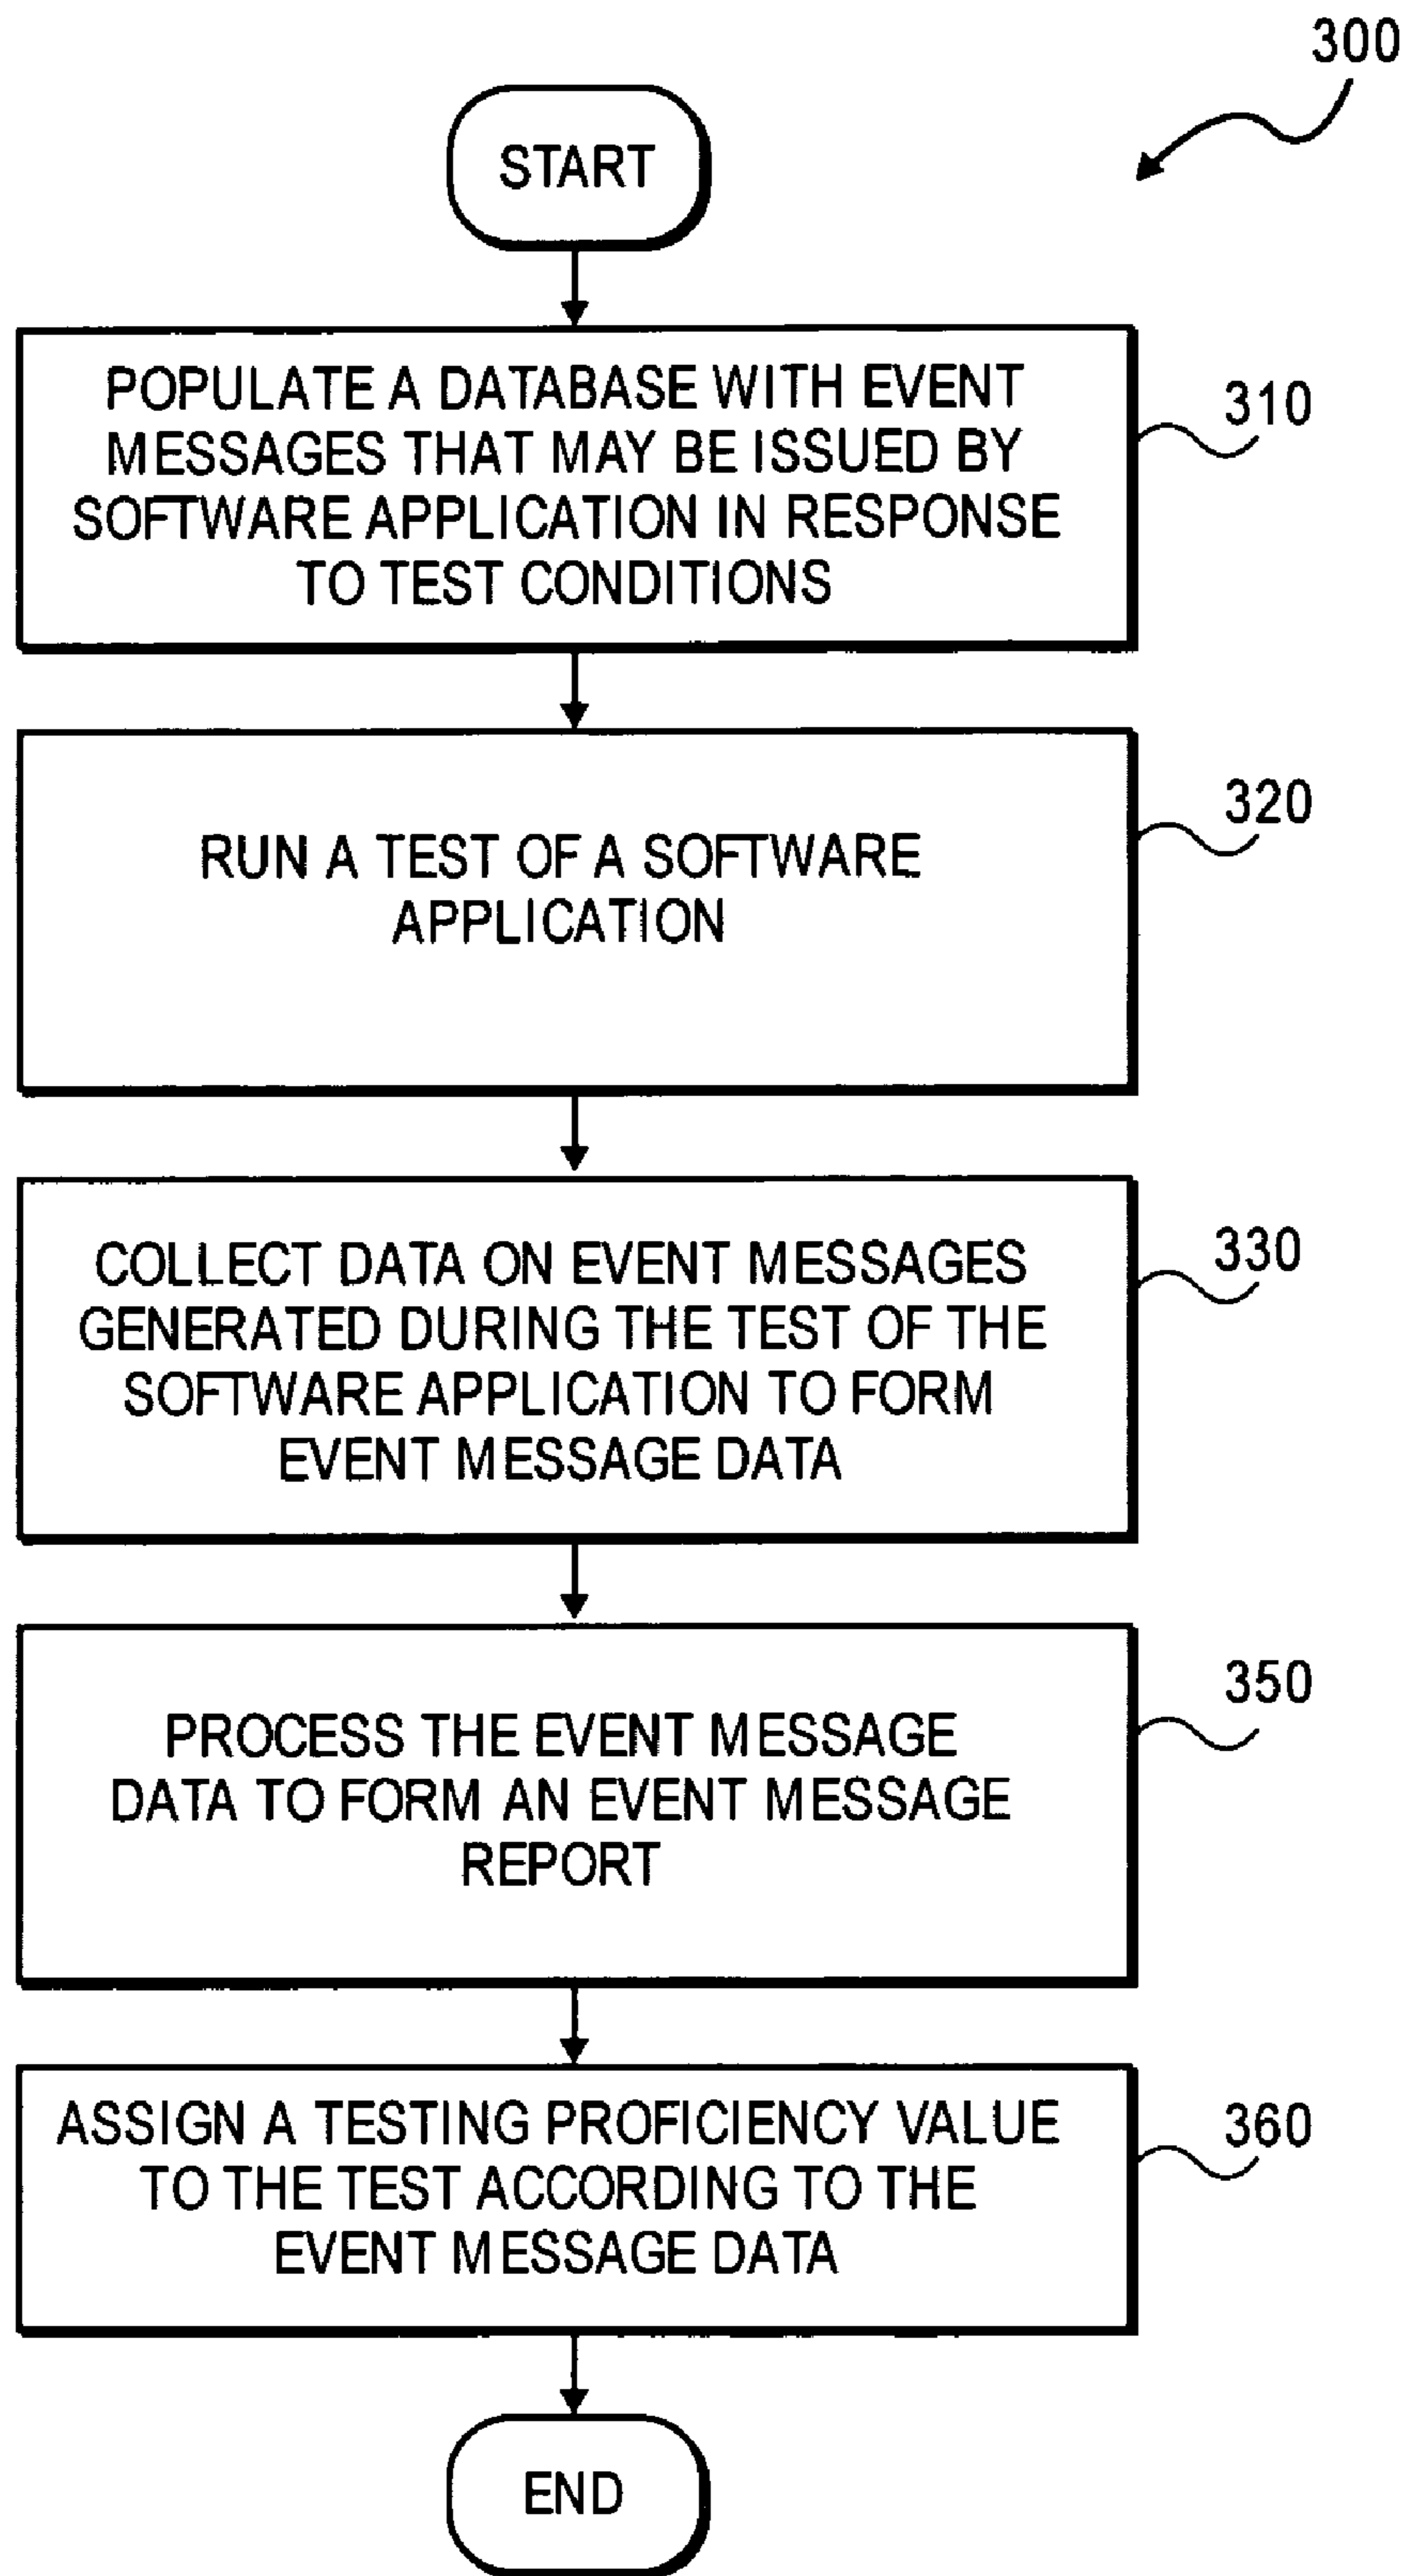 300
START
POPULATE A DATABASE WITH EVENT
MESSAGES THAT MAY BE ISSUED BY
SOFTWARE APPLICATION IN RESPONSE
TO TEST CONDITIONS
310
RUN A TEST OF A SOFTWARE
APPLICATION
320
COLLECT DATA ON EVENT MESSAGES
GENERATED DURING THE TEST OF THE
SOFTWARE APPLICATION TO FORM
EVENT MESSAGE DATA
330
PROCESS THE EVENT MESSAGE
DATA TO FORM AN EVENT MESSAGE
REPORT
350
ASSIGN A TESTING PROFICIENCY VALUE
TO THE TEST ACCORDING TO THE
EVENT MESSAGE DATA
360
END